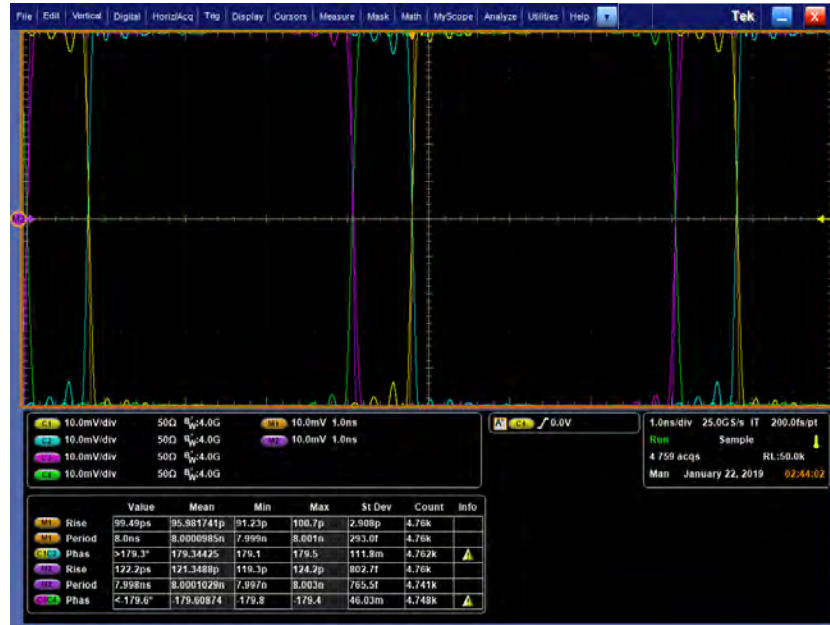 File Edit Vertical Digital Horiz/Acq Trig Display Cursors Measure Mask Math MyScope Analyze Utilities Help Tek X
M2
C1 10.0mV/div 50Ω BW:4.0G M1 10.0mV 1.0ns
C2 10.0mV/div 50Ω BW:4.0G M2 10.0mV 1.0ns
C3 10.0mV/div 50Ω BW:4.0G
C4 10.0mV/div 50Ω BW:4.0G
A' C1 0.0V
1.0ns/div 25.0GS/s IT 200.0fs/pt
Run Sample
4 759 acqs RL:50.0k
Man January 22, 2019 02:44:02
Value Mean Min Max St Dev Count Info
M1 Rise 99.49ps 95.981741p 91.23p 100.7p 2.908p 4.76k
M1 Period 8.0ns 8.0000985n 7.999n 8.001n 293.0f 4.76k
C1C2 Phas >179.3° 179.34425 179.1 179.5 111.8m 4.762k
M2 Rise 122.2ps 121.3488p 119.3p 124.2p 802.7f 4.76k
M2 Period 7.998ns 8.0001029n 7.997n 8.003n 765.5f 4.741k
C3C4 Phas <-179.6° -179.60874 -179.8 -179.4 46.03m 4.748k